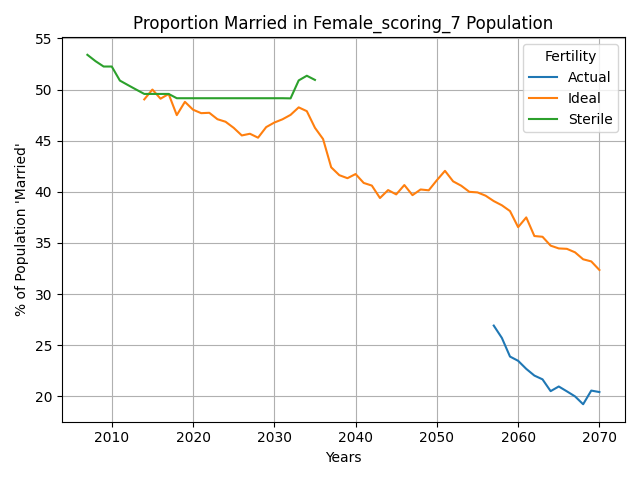 Proportion Married in Female_scoring_7 Population
% of Population 'Married'
55
50
45
40
35
30
25
20
Fertility
Actual
Ideal
Sterile
2010 2020 2030 2040 2050 2060 2070
Years